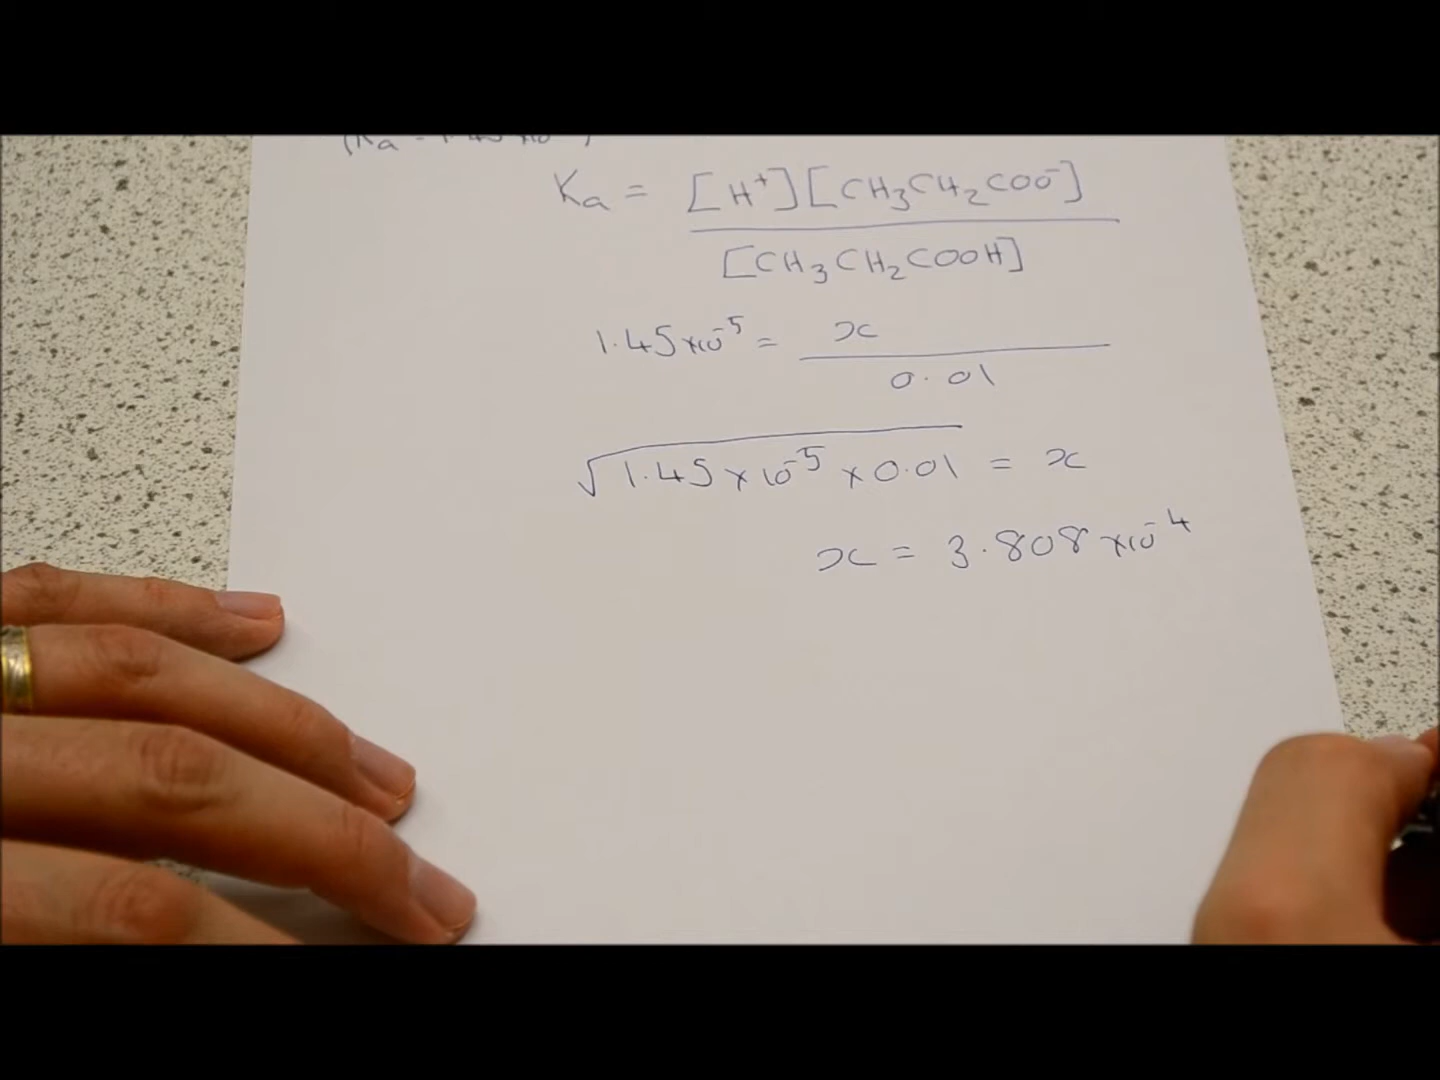 Ka = [H⁺][CH₃CH₂COO⁻]
[CH₃CH₂COOH]
1.45×10⁻⁵ = x
0.01
√1.45 × 10⁻⁵ × 0.01 = x
x = 3.808 ×10⁻⁴